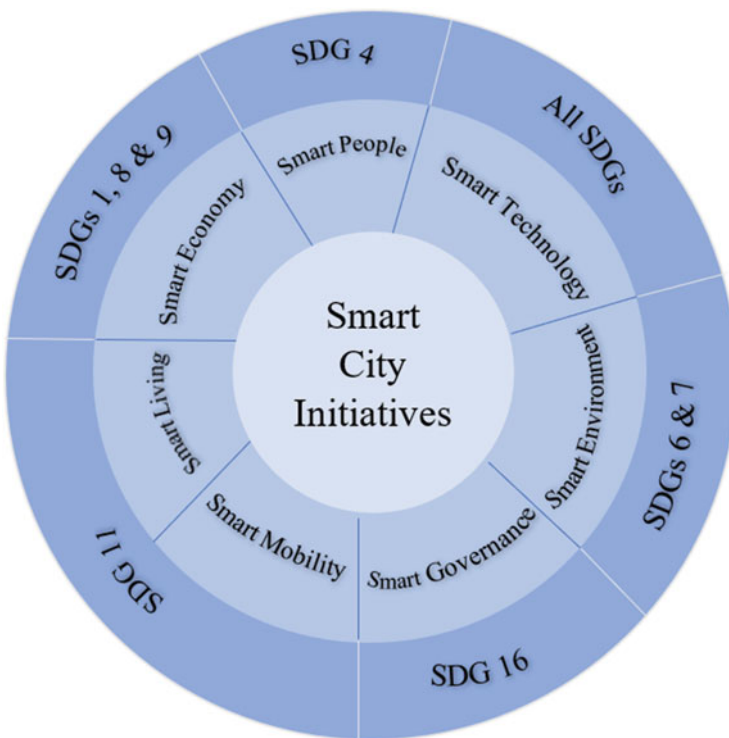 SDG 4
All SDGs
SDGs 6 & 7
SDG 16
SDG 11
SDGs 1, 8 & 9
Smart People
Smart Technology
Smart Environment
Smart Governance
Smart Mobility
Smart Living
Smart Economy
Smart
City
Initiatives